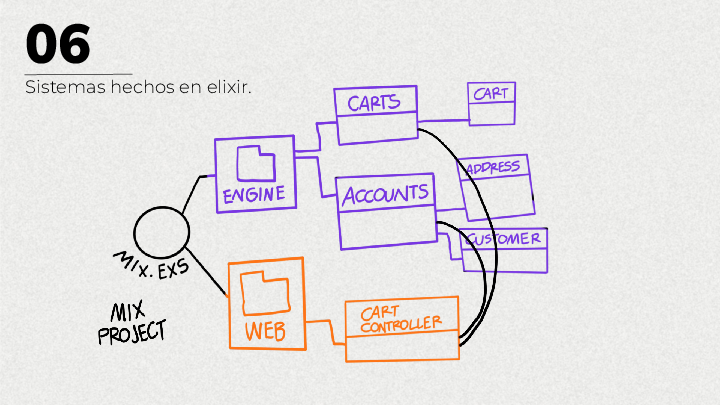 06
Sistemas hechos en elixir.
CARTS
CART
ENGINE
ACCOUNTS
ADDRESS
CUSTOMER
MIX.EXS
MIX
PROJECT
WEB
CART
CONTROLLER